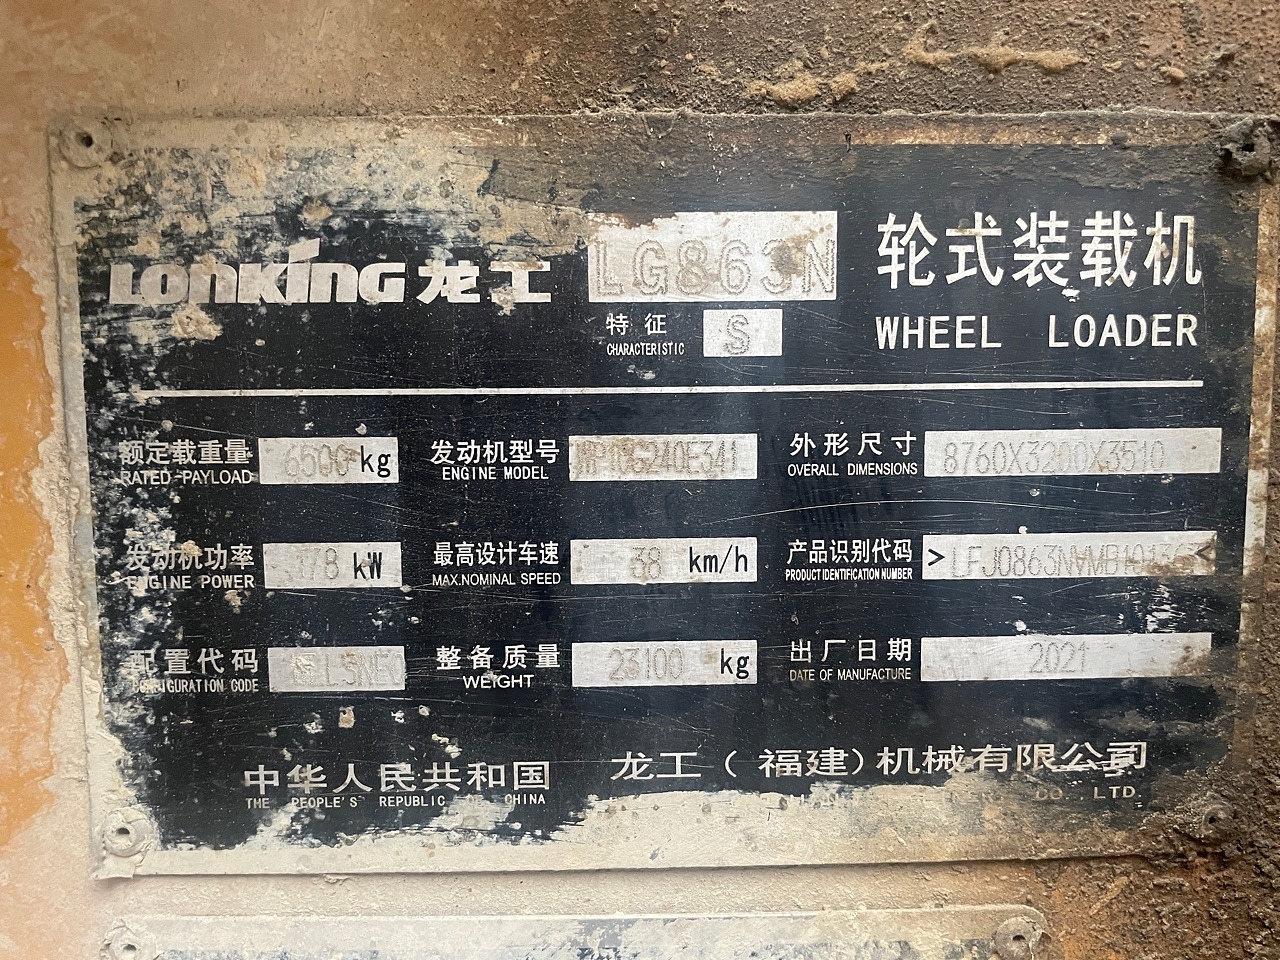 LONKING 龙工 LG863N 轮式装载机
特征 S WHEEL LOADER
CHARACTERISTIC
额定载重量 kg 发动机型号 外形尺寸 8760X3200X3510
RATED PAYLOAD ENGINE MODEL OVERALL DIMENSIONS
发动机功率 kW 最高设计车速 38 km/h 产品识别代码
ENGINE POWER MAX.NOMINAL SPEED PRODUCT IDENTIFICATION NUMBER
配置代码 整备质量 23100 kg 出厂日期 2021
CONFIGURATION CODE WEIGHT DATE OF MANUFACTURE
中华人民共和国 龙工(福建)机械有限公司
THE PEOPLE'S REPUBLIC OF CHINA CO., LTD.